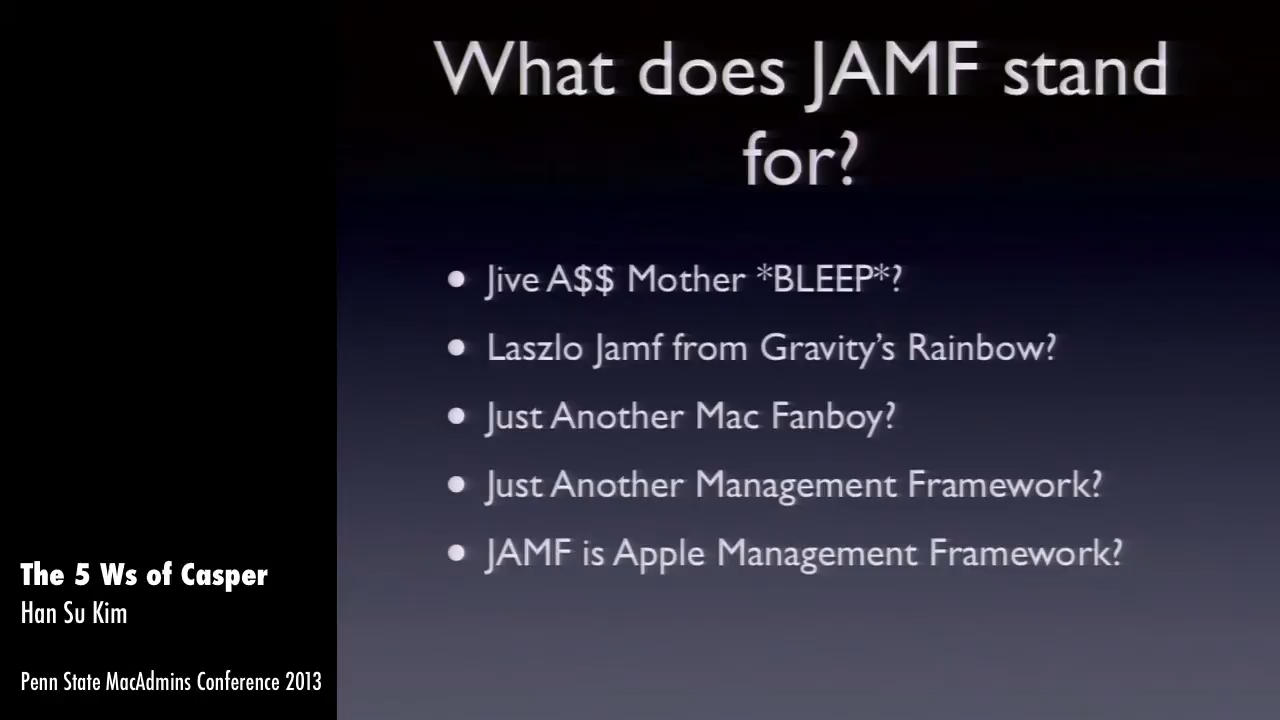 What does JAMF stand
for?
• Jive A$$ Mother *BLEEP*?
• Laszlo Jamf from Gravity's Rainbow?
• Just Another Mac Fanboy?
• Just Another Management Framework?
• JAMF is Apple Management Framework?
The 5 Ws of Casper
Han Su Kim
Penn State MacAdmins Conference 2013